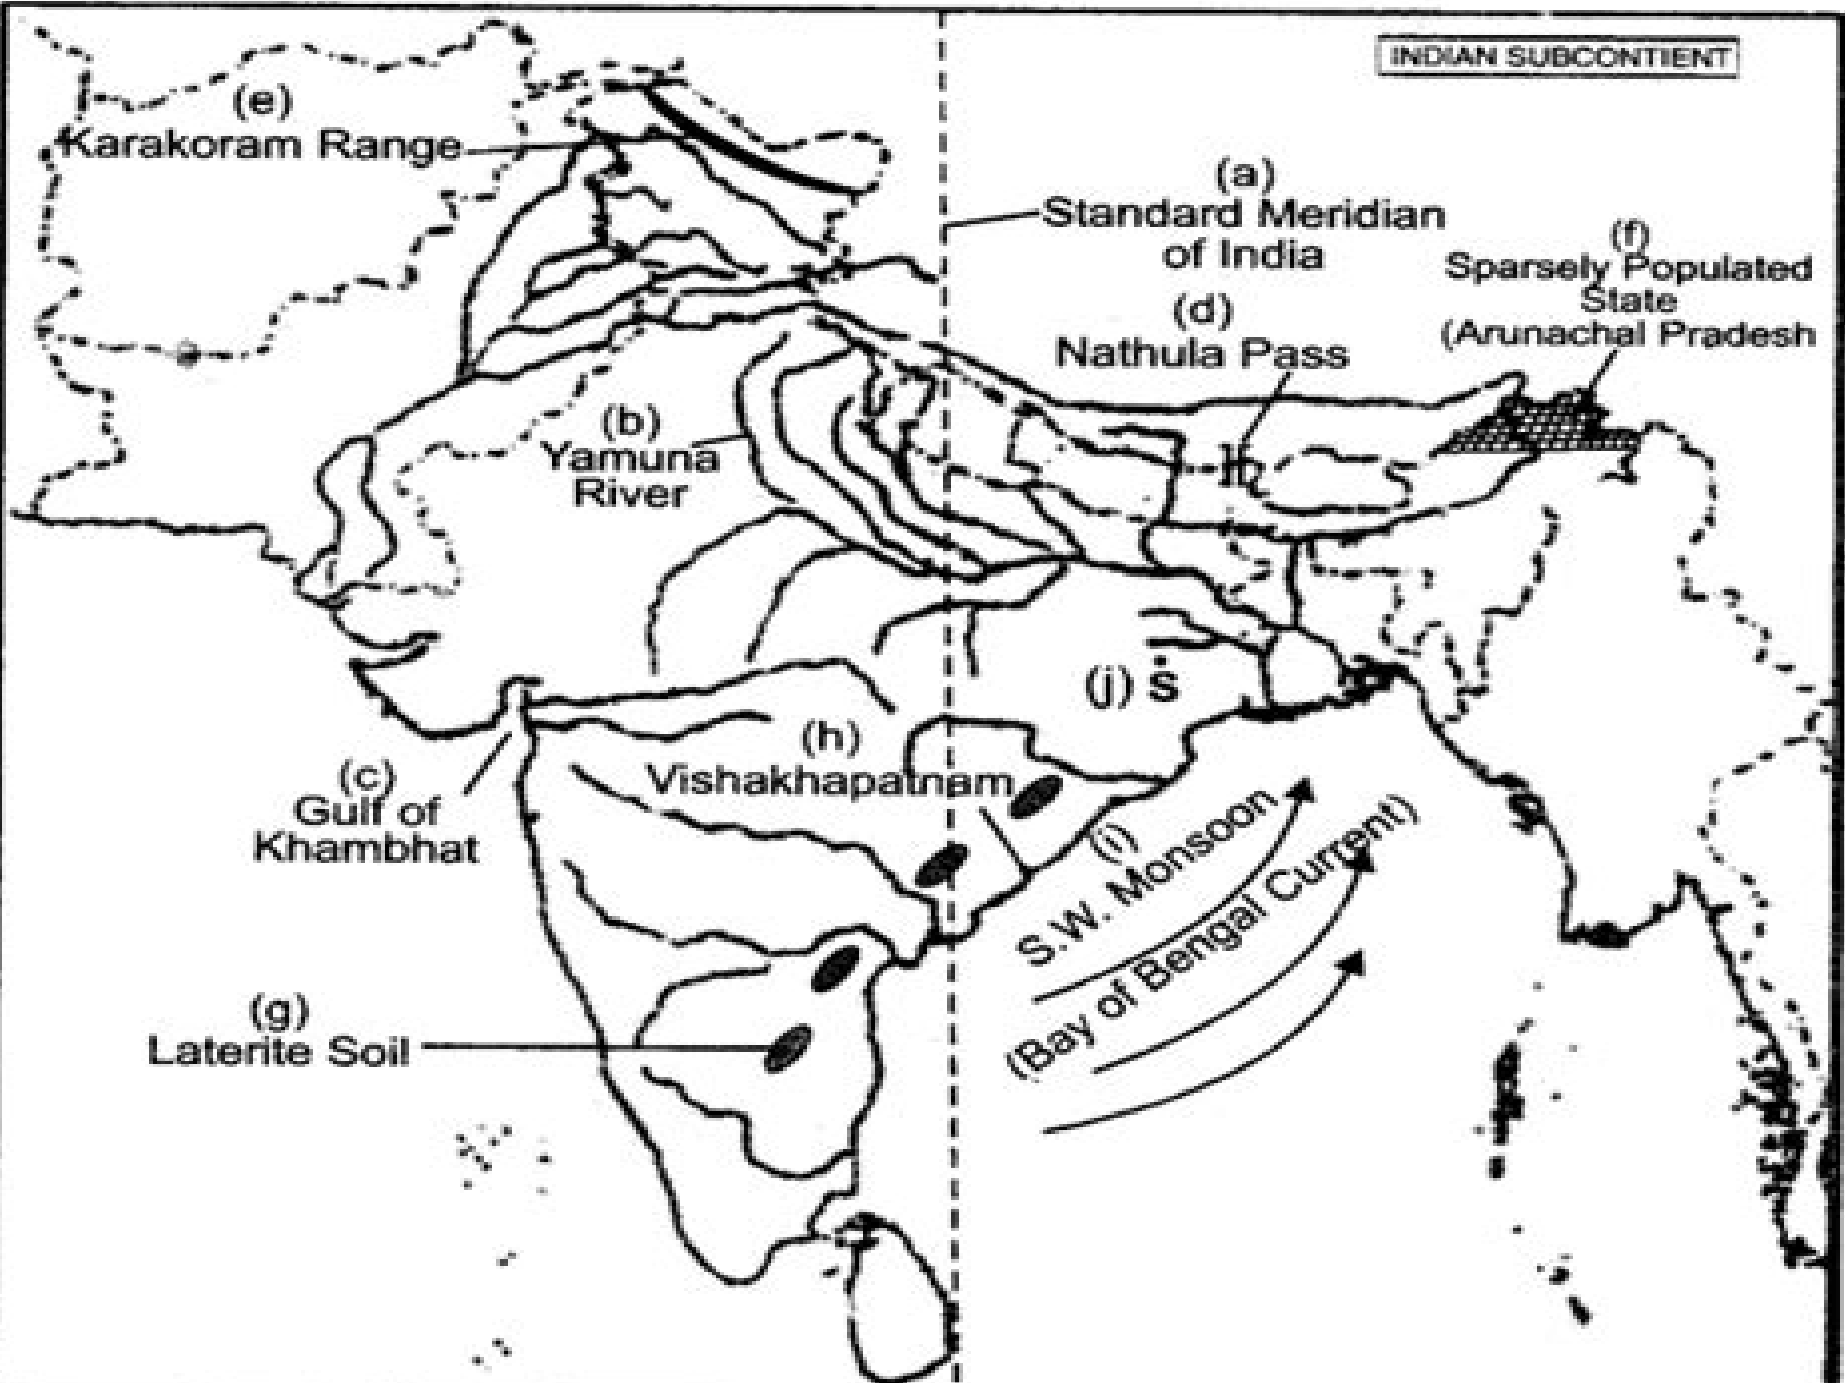 INDIAN SUBCONTIENT
(e)
Karakoram Range
(a)
Standard Meridian
of India
(f)
Sparsely Populated
State
(Arunachal Pradesh
(d)
Nathula Pass
(b)
Yamuna
River
(j) S
(h)
Vishakhapatnam
(c)
Gulf of
Khambhat
(i)
S.W. Monsoon
(Bay of Bengal Current)
(g)
Laterite Soil